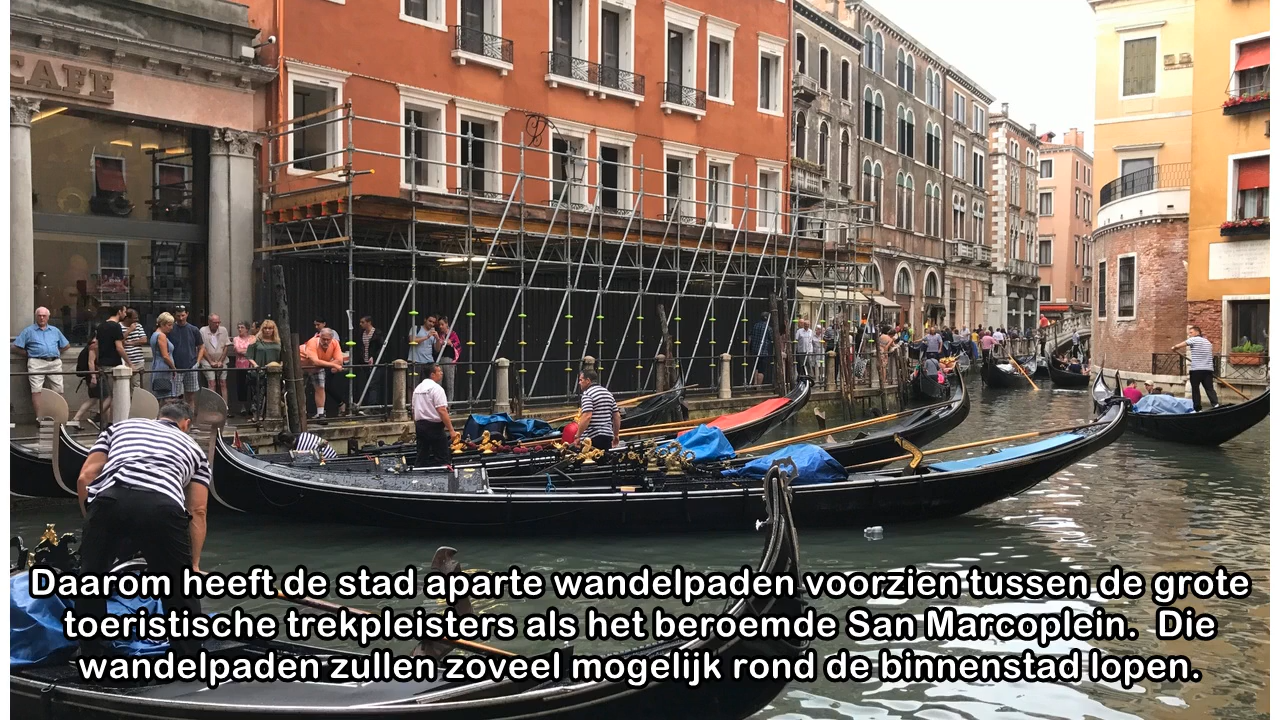 CAFE
Daarom heeft de stad aparte wandelpaden voorzien tussen de grote
toeristische trekpleisters als het beroemde San Marcoplein.  Die
wandelpaden zullen zoveel mogelijk rond de binnenstad lopen.